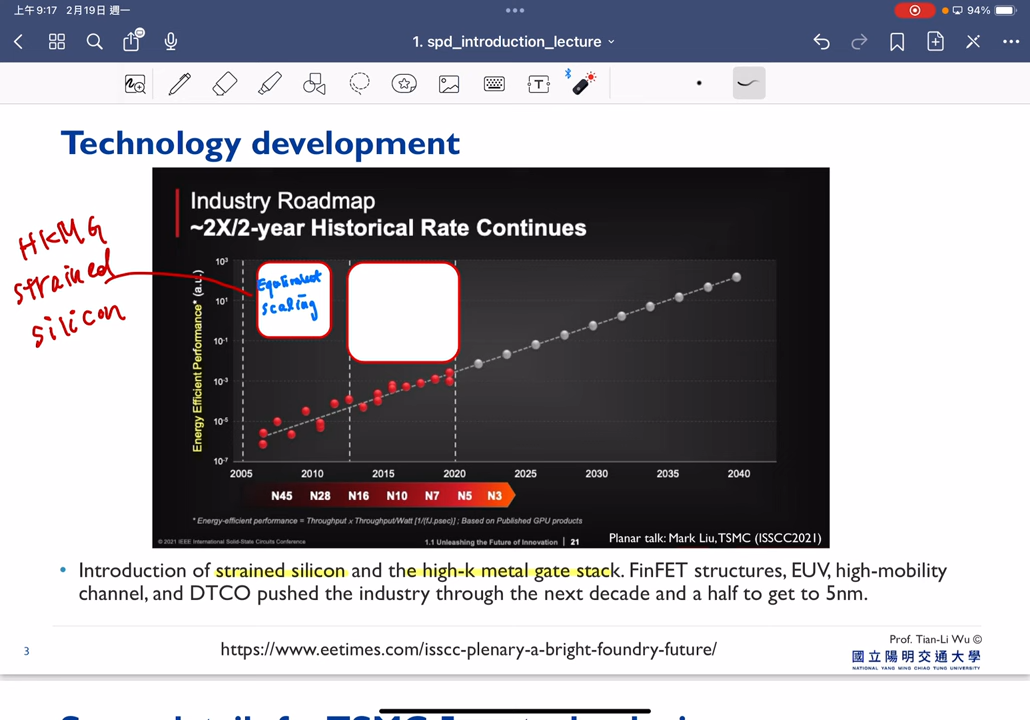 上午9:17 2月19日 週一
94%
1. spd_introduction_lecture
Technology development
Industry Roadmap
~2X/2-year Historical Rate Continues
HKMG
strained
silicon
Equivalent
scaling
Energy Efficient Performance* (a.u.)
10³
10¹
10⁻¹
10⁻³
10⁻⁵
10⁻⁷
2005 2010 2015 2020 2025 2030 2035 2040
N45 N28 N16 N10 N7 N5 N3
* Energy-efficient performance = Throughput x Throughput/Watt [1/(fJ.psec)] ; Based on Published GPU products
© 2021 IEEE International Solid-State Circuits Conference
1.1 Unleashing the Future of Innovation | 21
Planar talk: Mark Liu, TSMC (ISSCC2021)
• Introduction of strained silicon and the high-k metal gate stack. FinFET structures, EUV, high-mobility
channel, and DTCO pushed the industry through the next decade and a half to get to 5nm.
3
https://www.eetimes.com/isscc-plenary-a-bright-foundry-future/
Prof. Tian-Li Wu ©
國立陽明交通大學
NATIONAL YANG MING CHIAO TUNG UNIVERSITY